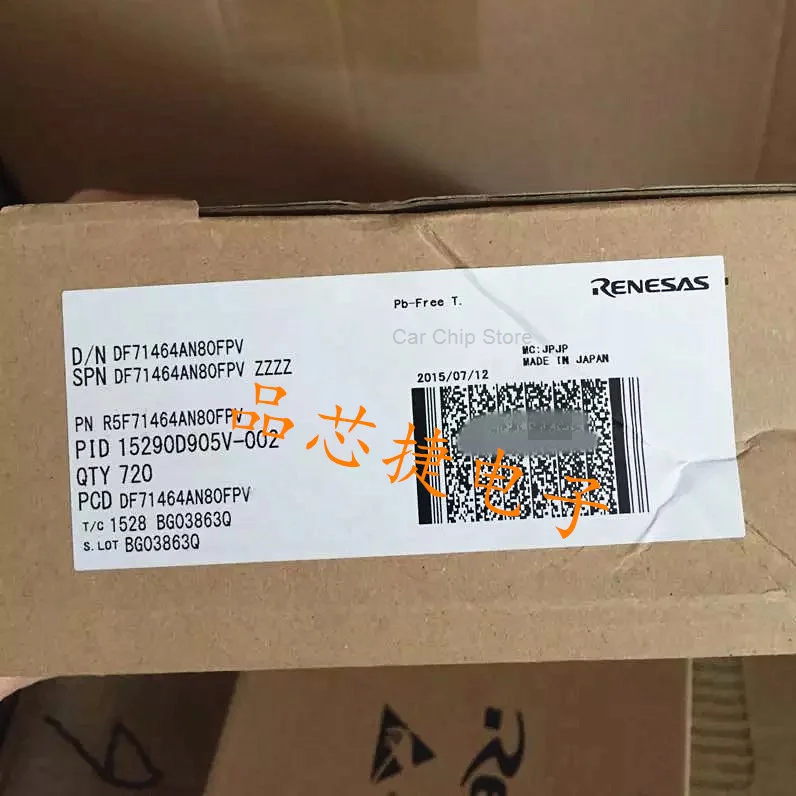 RENESAS
Pb-Free T.
Car Chip Store
MC:JPJP
MADE IN JAPAN
2015/07/12
D/N DF71464AN80FPV
SPN DF71464AN80FPV ZZZZ
PN R5F71464AN80FPV
PID 15290D905V-002
QTY 720
PCD DF71464AN80FPV
T/C 1528 BG03863Q
S.LOT BG03863Q
品芯捷电子